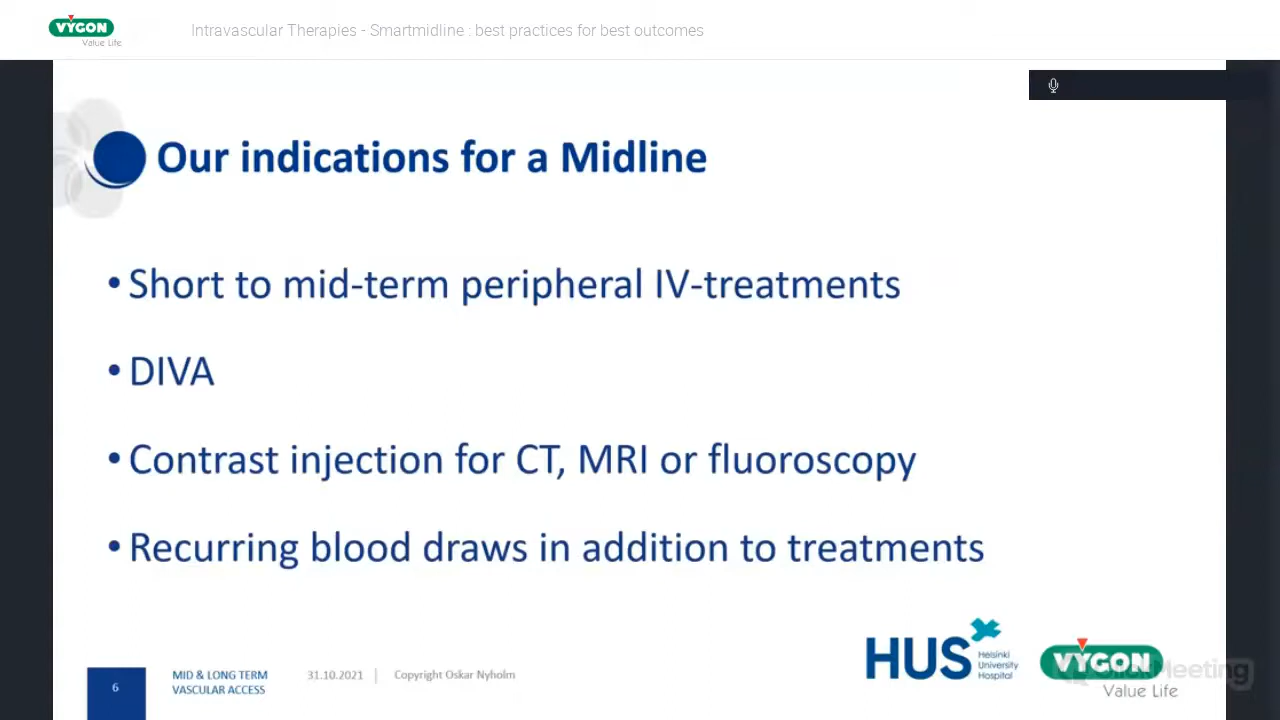 VYGON
Value Life
Intravascular Therapies - Smartmidline : best practices for best outcomes
Our indications for a Midline
• Short to mid-term peripheral IV-treatments
• DIVA
• Contrast injection for CT, MRI or fluoroscopy
• Recurring blood draws in addition to treatments
6
MID & LONG TERM
VASCULAR ACCESS
31.10.2021
Copyright Oskar Nyholm
HUS
Helsinki
University
Hospital
VYGON
Value Life
ClickMeeting